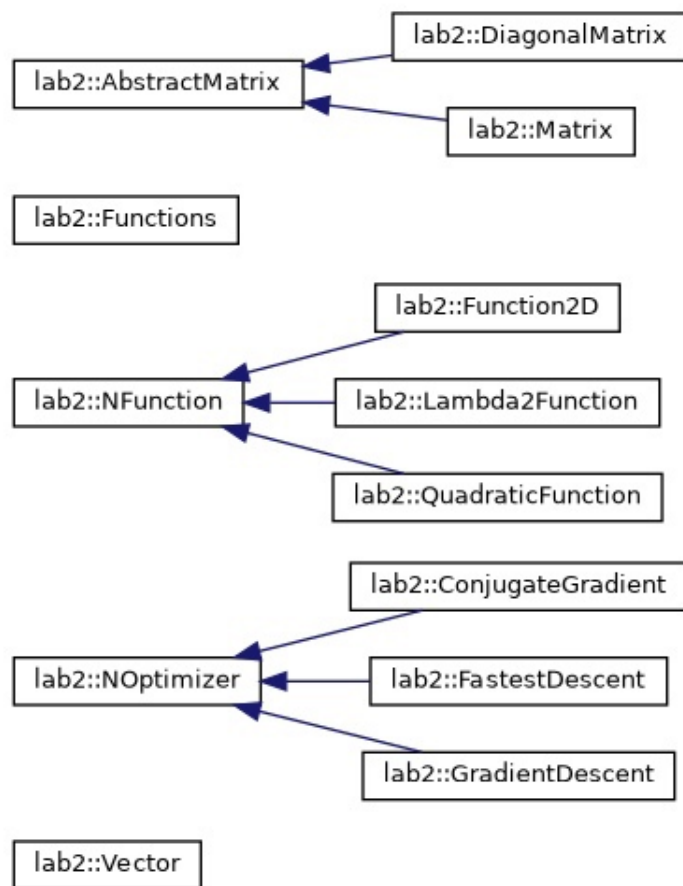 lab2::DiagonalMatrix
lab2::AbstractMatrix
lab2::Matrix
lab2::Functions
lab2::Function2D
lab2::NFunction
lab2::Lambda2Function
lab2::QuadraticFunction
lab2::ConjugateGradient
lab2::NOptimizer
lab2::FastestDescent
lab2::GradientDescent
lab2::Vector